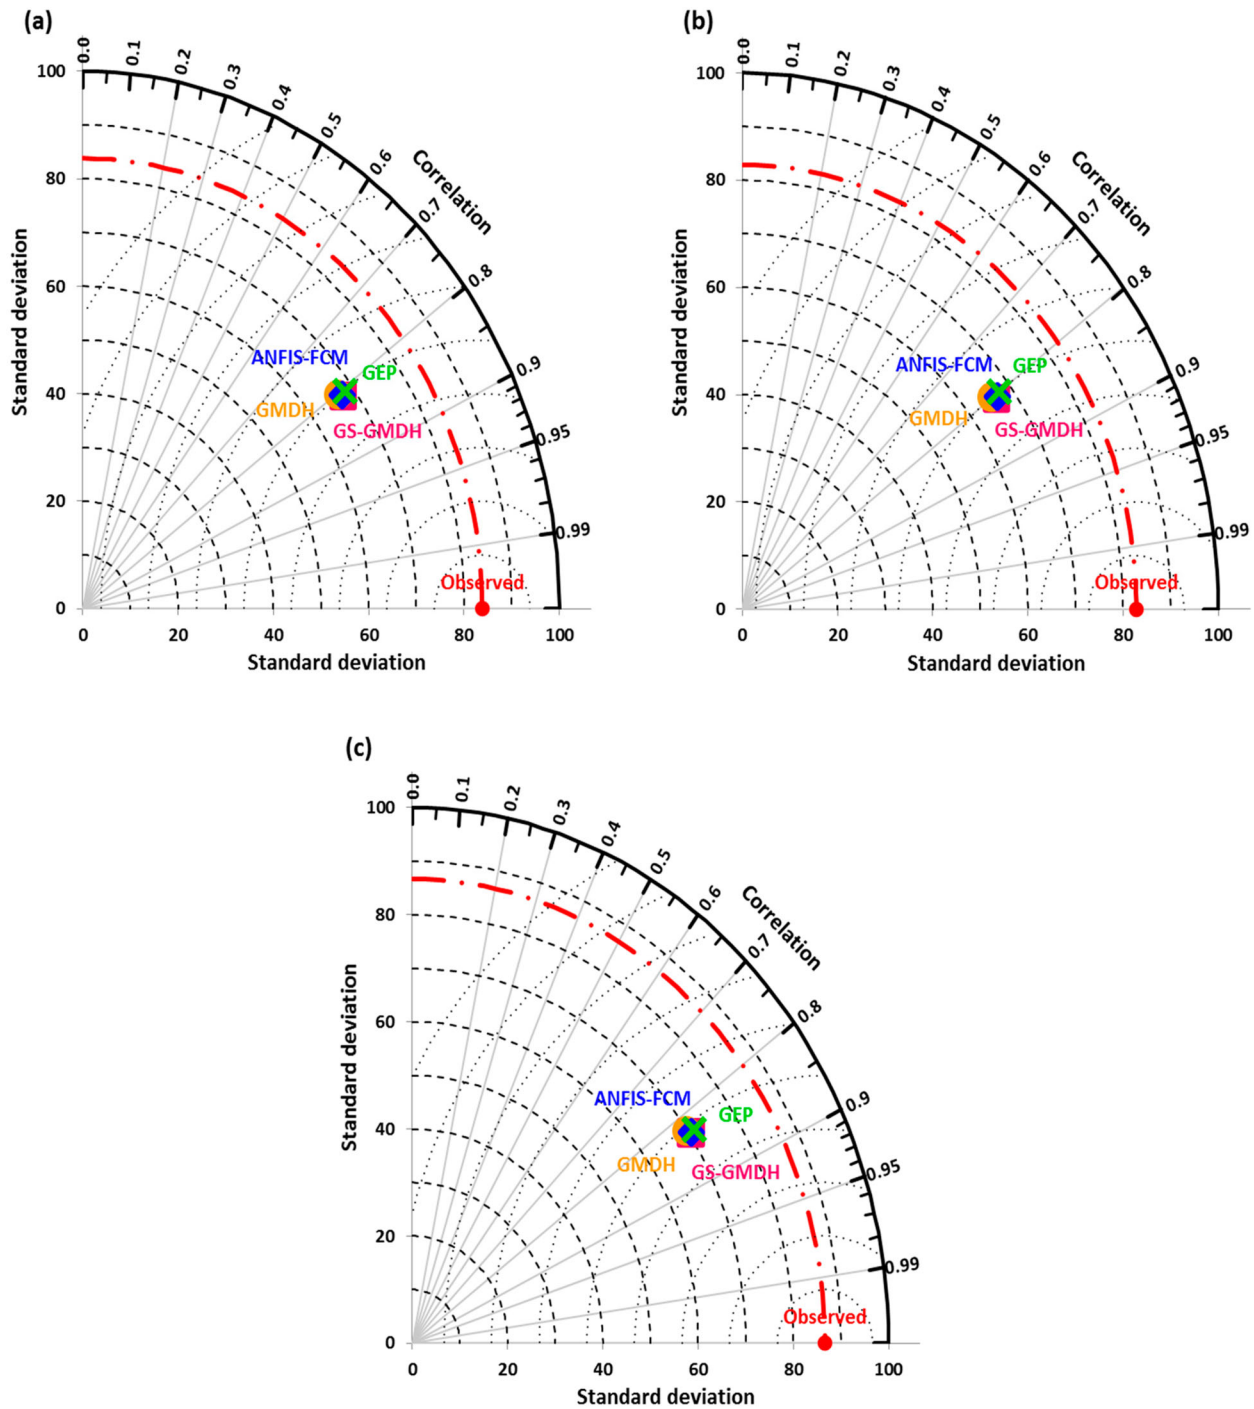 (a)
0.0
0.1
0.2
0.3
0.4
0.5
0.6
0.7
0.8
0.9
0.95
0.99
Correlation
100
80
60
40
20
0
Standard deviation
ANFIS-FCM
GEP
GMDH
GS-GMDH
Observed
0
20
40
60
80
100
Standard deviation
(b)
0.0
0.1
0.2
0.3
0.4
0.5
0.6
0.7
0.8
0.9
0.95
0.99
Correlation
100
80
60
40
20
0
Standard deviation
ANFIS-FCM
GEP
GMDH
GS-GMDH
Observed
0
20
40
60
80
100
Standard deviation
(c)
0.0
0.1
0.2
0.3
0.4
0.5
0.6
0.7
0.8
0.9
0.95
0.99
Correlation
100
80
60
40
20
0
Standard deviation
ANFIS-FCM
GEP
GMDH
GS-GMDH
Observed
0
20
40
60
80
100
Standard deviation